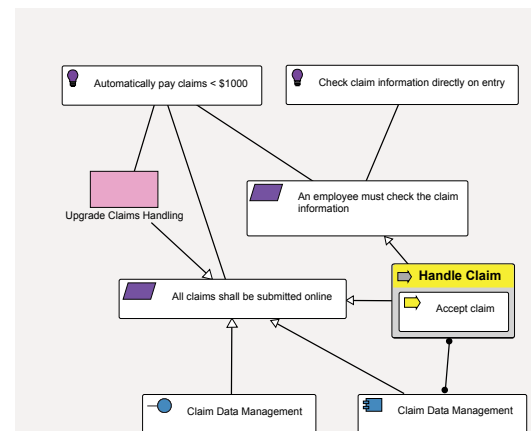 Automatically pay claims < $1000
Check claim information directly on entry
Upgrade Claims Handling
An employee must check the claim
information
Handle Claim
Accept claim
All claims shall be submitted online
Claim Data Management
Claim Data Management